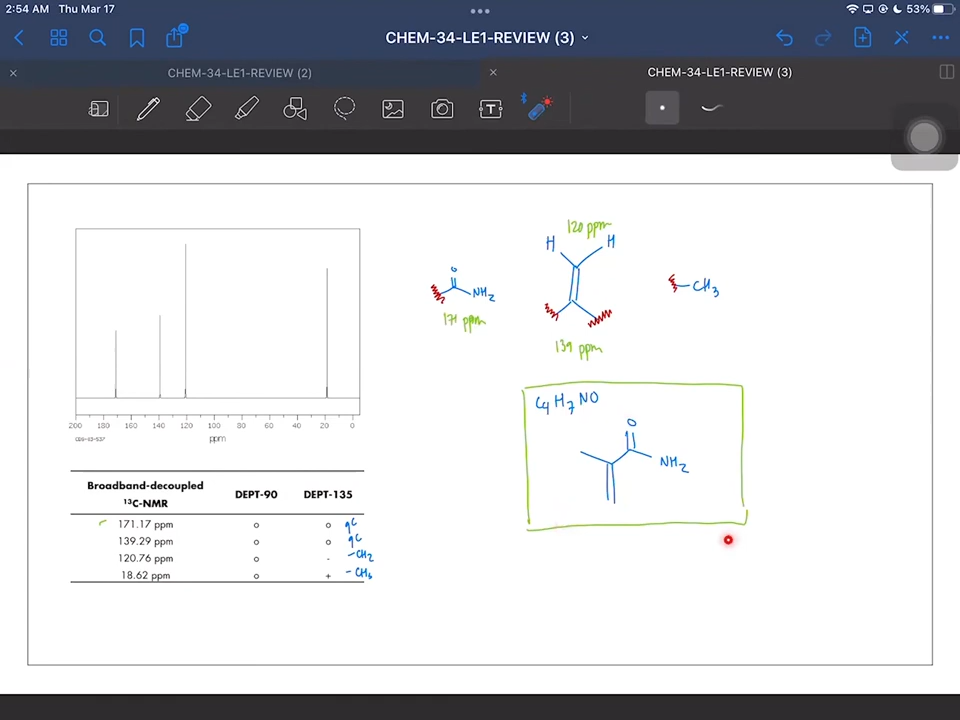 2:54 AM Thu Mar 17
53%
CHEM-34-LE1-REVIEW (3)
CHEM-34-LE1-REVIEW (2)
CHEM-34-LE1-REVIEW (3)
T
200 180 160 140 120 100 80 60 40 20 0
ppm
Broadband-decoupled
¹³C-NMR
DEPT-90
DEPT-135
171.17 ppm o o qC
139.29 ppm o o qC
120.76 ppm o - -CH2
18.62 ppm o + -CH3
O
NH2
171 ppm
120 ppm
H H
139 ppm
CH3
C4H7NO
O
NH2